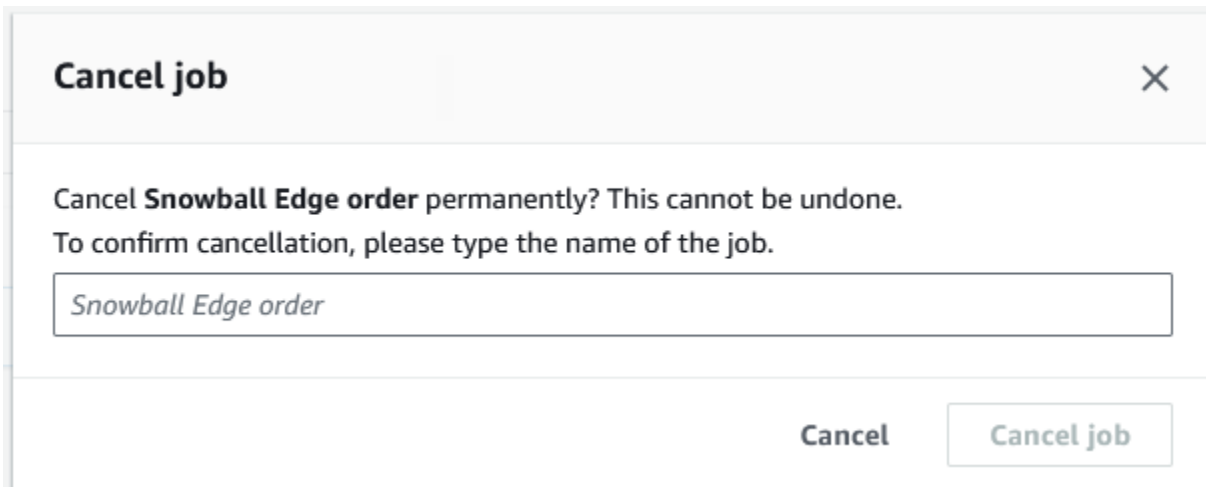 Cancel job
Cancel Snowball Edge order permanently? This cannot be undone.
To confirm cancellation, please type the name of the job.
Snowball Edge order
Cancel
Cancel job